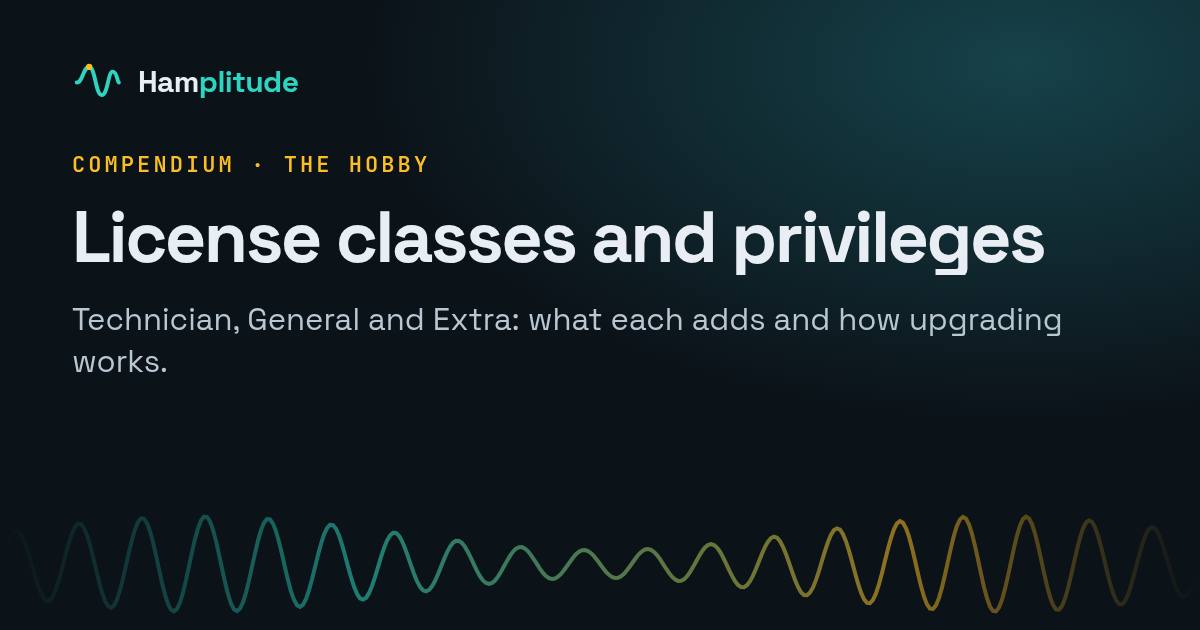 Hamplitude
COMPENDIUM · THE HOBBY
License classes and privileges
Technician, General and Extra: what each adds and how upgrading
works.